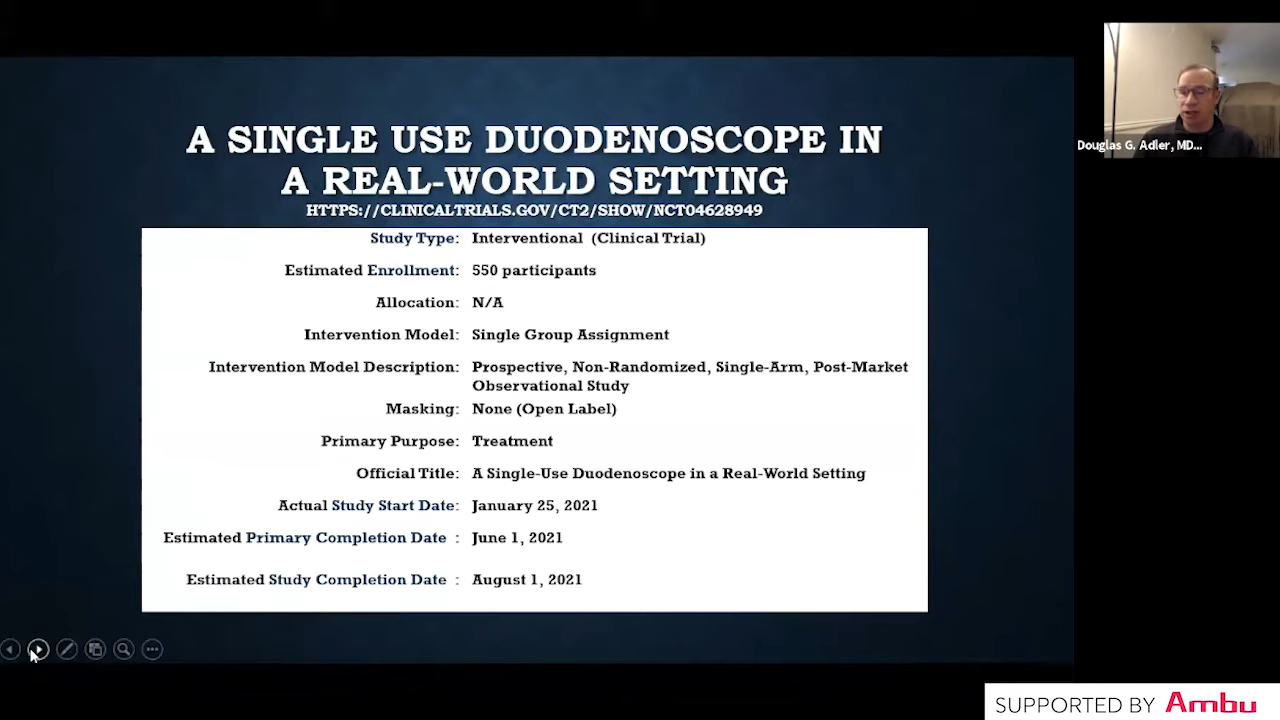 A SINGLE USE DUODENOSCOPE IN
A REAL-WORLD SETTING
HTTPS://CLINICALTRIALS.GOV/CT2/SHOW/NCT04628949
Study Type: Interventional (Clinical Trial)
Estimated Enrollment: 550 participants
Allocation: N/A
Intervention Model: Single Group Assignment
Intervention Model Description: Prospective, Non-Randomized, Single-Arm, Post-Market
Observational Study
Masking: None (Open Label)
Primary Purpose: Treatment
Official Title: A Single-Use Duodenoscope in a Real-World Setting
Actual Study Start Date: January 25, 2021
Estimated Primary Completion Date : June 1, 2021
Estimated Study Completion Date : August 1, 2021
Douglas G. Adler, MD...
SUPPORTED BY Ambu